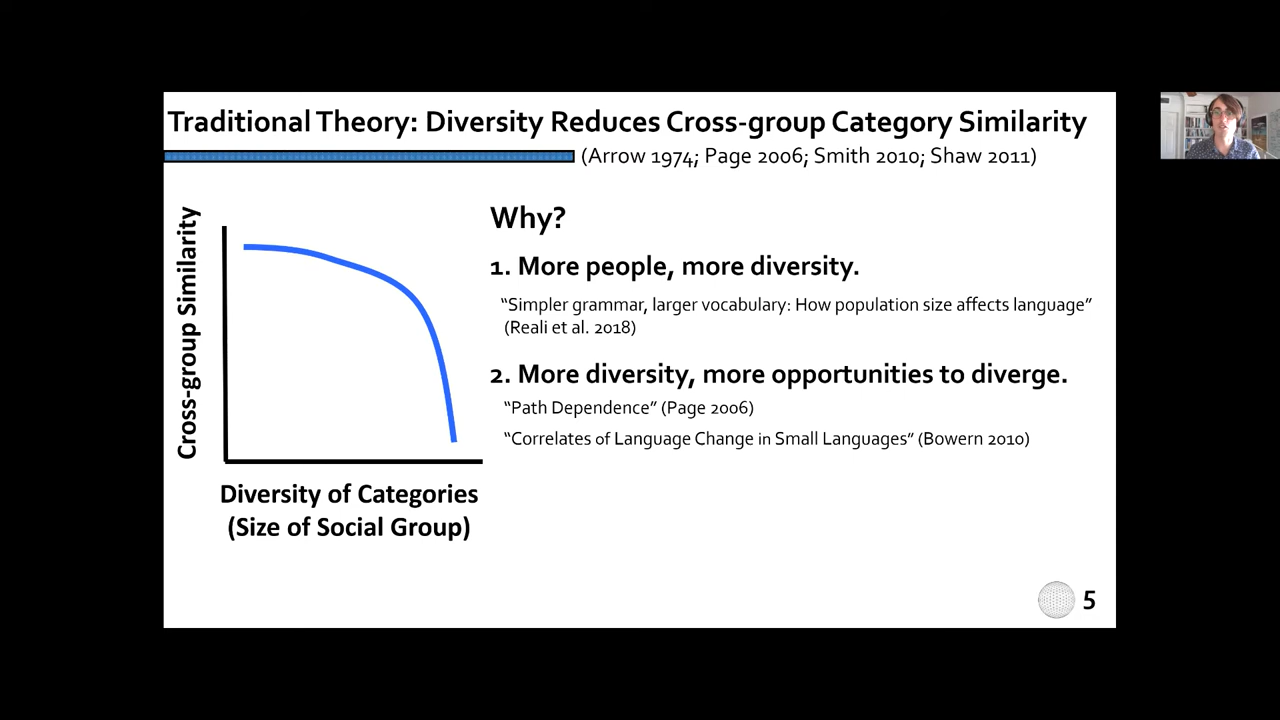 Traditional Theory: Diversity Reduces Cross-group Category Similarity
(Arrow 1974; Page 2006; Smith 2010; Shaw 2011)
Cross-group Similarity
Diversity of Categories
(Size of Social Group)
Why?
1. More people, more diversity.
“Simpler grammar, larger vocabulary: How population size affects language”
(Reali et al. 2018)
2. More diversity, more opportunities to diverge.
“Path Dependence” (Page 2006)
“Correlates of Language Change in Small Languages” (Bowern 2010)
5